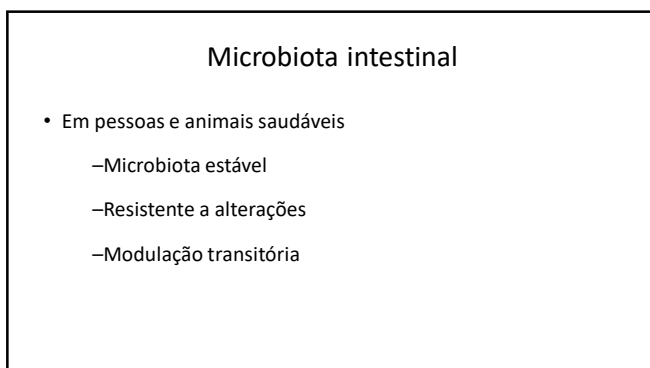 Microbiota intestinal
• Em pessoas e animais saudáveis
–Microbiota estável
–Resistente a alterações
–Modulação transitória